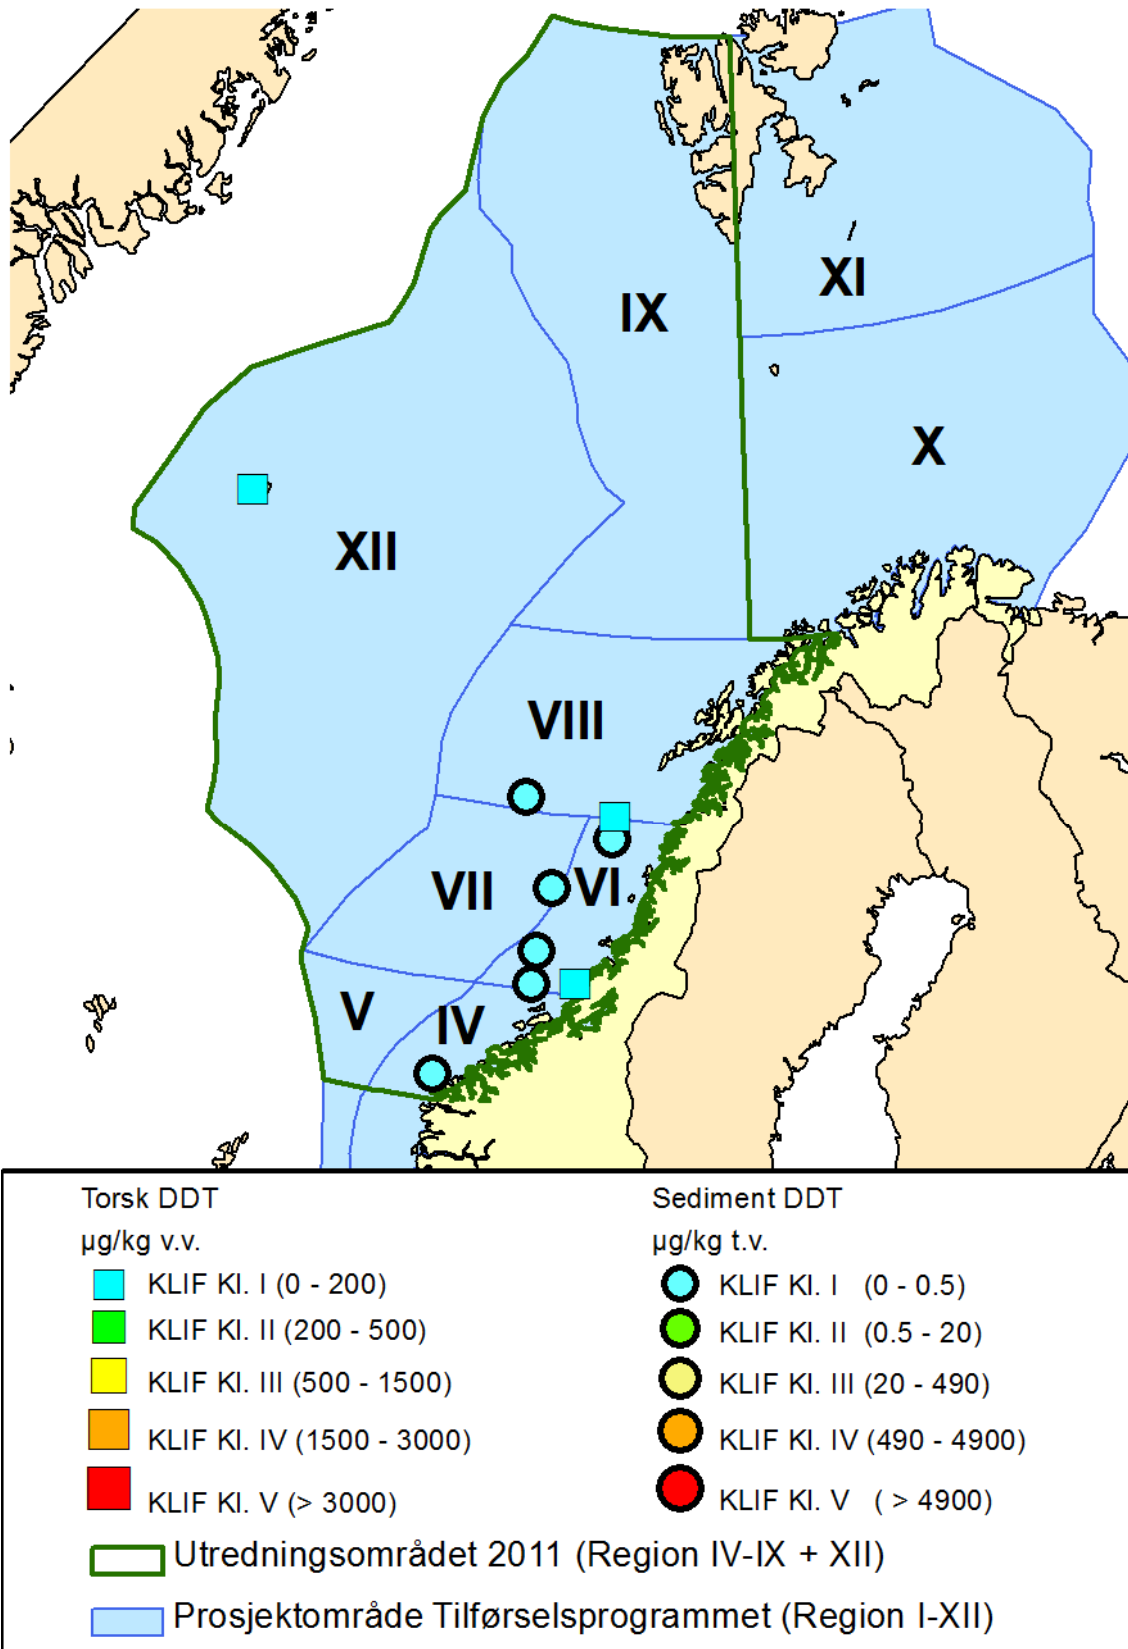 XI
IX
X
XII
VIII
VII
VI
V
IV
Torsk DDT
µg/kg v.v.
KLIF Kl. I (0 - 200)
KLIF Kl. II (200 - 500)
KLIF Kl. III (500 - 1500)
KLIF Kl. IV (1500 - 3000)
KLIF Kl. V (> 3000)
Sediment DDT
µg/kg t.v.
KLIF Kl. I (0 - 0.5)
KLIF Kl. II (0.5 - 20)
KLIF Kl. III (20 - 490)
KLIF Kl. IV (490 - 4900)
KLIF Kl. V ( > 4900)
Utredningsområdet 2011 (Region IV-IX + XII)
Prosjektområde Tilførselsprogrammet (Region I-XII)